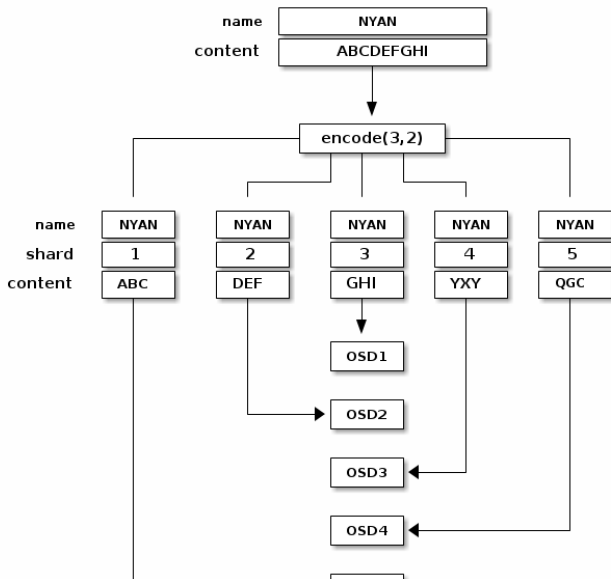 name NYAN
content ABCDEFGHI
encode(3,2)
name NYAN NYAN NYAN NYAN NYAN
shard 1 2 3 4 5
content ABC DEF GHI YXY QGC
OSD1
OSD2
OSD3
OSD4